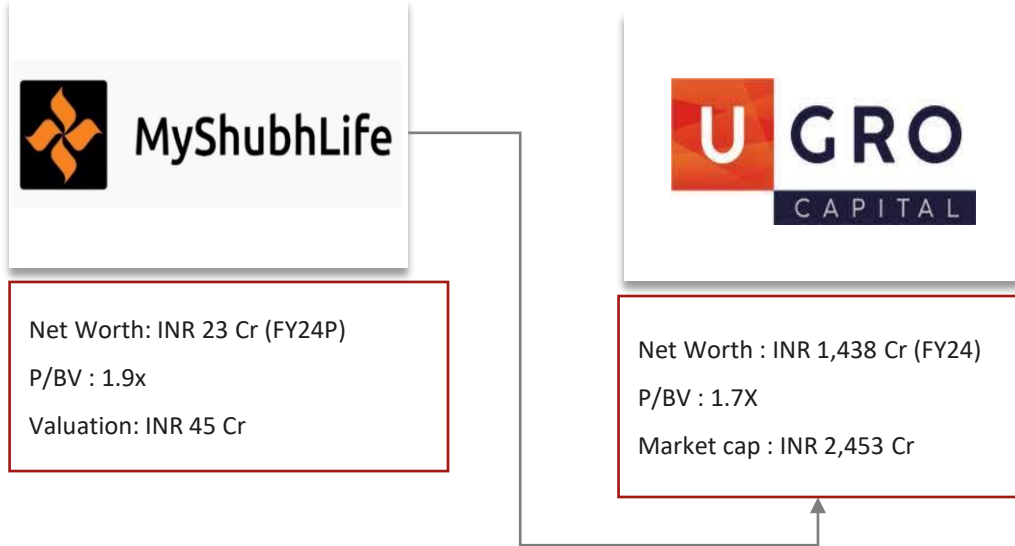 MyShubhLife
Net Worth: INR 23 Cr (FY24P)
P/BV : 1.9x
Valuation: INR 45 Cr
U GRO
CAPITAL
Net Worth : INR 1,438 Cr (FY24)
P/BV : 1.7X
Market cap : INR 2,453 Cr